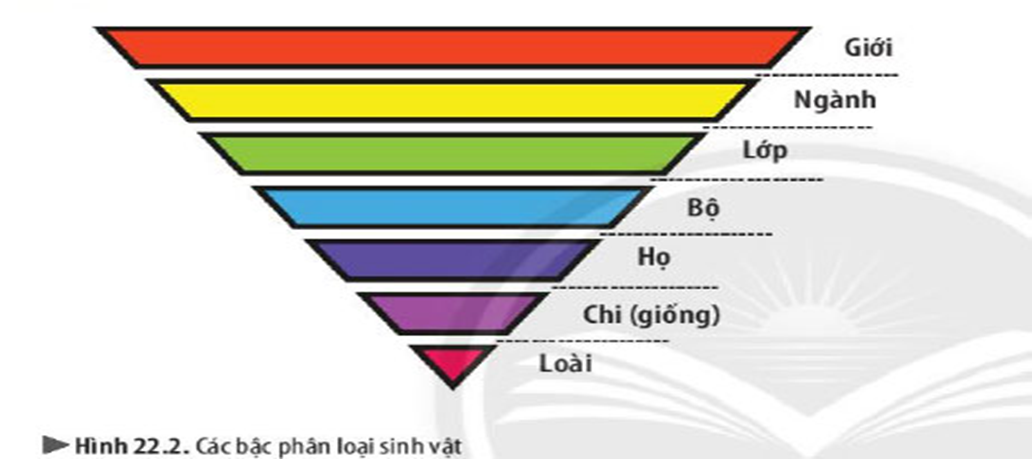 Giới
Ngành
Lớp
Bộ
Họ
Chi (giống)
Loài
Hình 22.2. Các bậc phân loại sinh vật